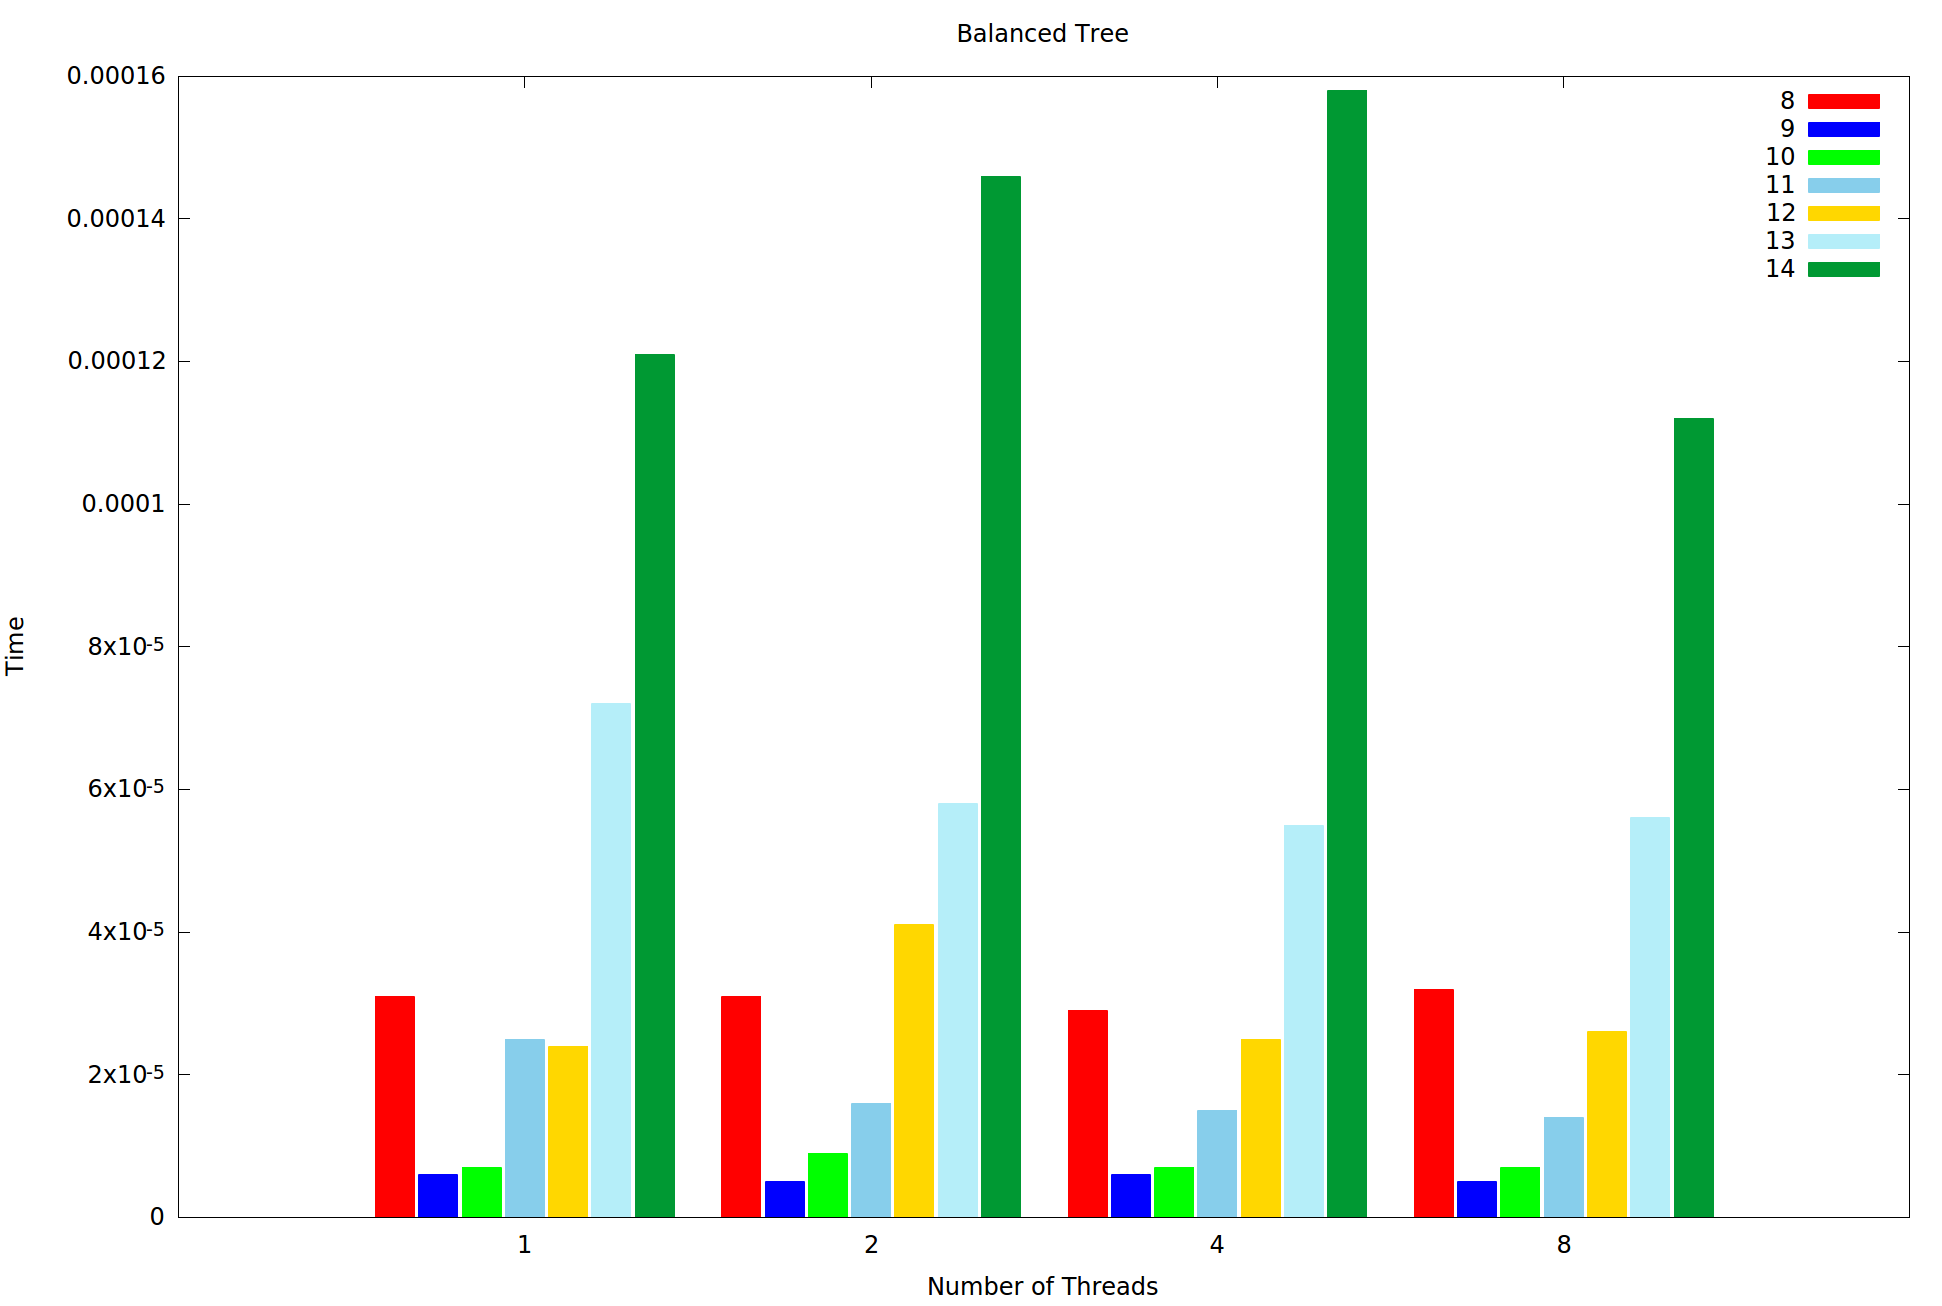 Balanced Tree
0.00016
0.00014
0.00012
0.0001
8x10-5
6x10-5
4x10-5
2x10-5
0
Time
8
9
10
11
12
13
14
1 2 4 8
Number of Threads